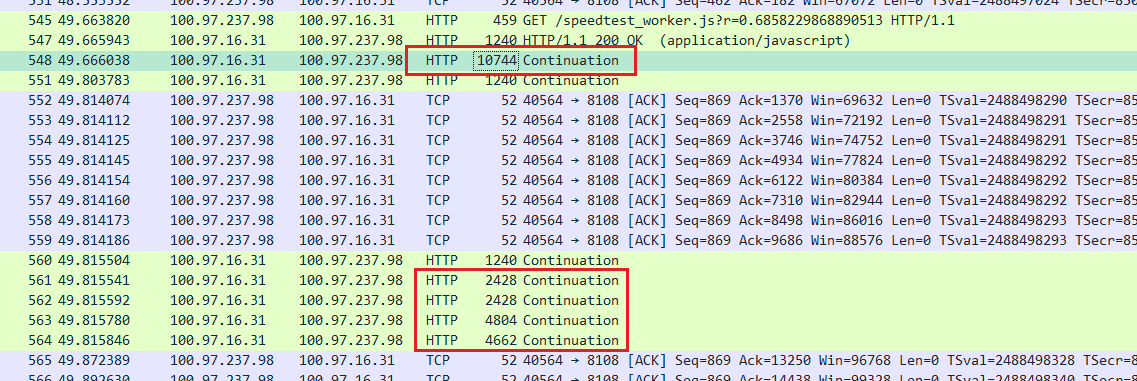 551 48.555552 100.97.16.31 100.97.237.98 TCP 52 40564 → 8108 [ACK] Seq=462 Ack=182 Win=67072 Len=0 TSval=2488497024 TSecr=850
545 49.663820 100.97.237.98 100.97.16.31 HTTP 459 GET /speedtest_worker.js?r=0.6858229868890513 HTTP/1.1
547 49.665943 100.97.16.31 100.97.237.98 HTTP 1240 HTTP/1.1 200 OK (application/javascript)
548 49.666038 100.97.16.31 100.97.237.98 HTTP 10744 Continuation
551 49.803783 100.97.16.31 100.97.237.98 HTTP 1240 Continuation
552 49.814074 100.97.237.98 100.97.16.31 TCP 52 40564 → 8108 [ACK] Seq=869 Ack=1370 Win=69632 Len=0 TSval=2488498290 TSecr=85
553 49.814112 100.97.237.98 100.97.16.31 TCP 52 40564 → 8108 [ACK] Seq=869 Ack=2558 Win=72192 Len=0 TSval=2488498291 TSecr=85
554 49.814125 100.97.237.98 100.97.16.31 TCP 52 40564 → 8108 [ACK] Seq=869 Ack=3746 Win=74752 Len=0 TSval=2488498291 TSecr=85
555 49.814145 100.97.237.98 100.97.16.31 TCP 52 40564 → 8108 [ACK] Seq=869 Ack=4934 Win=77824 Len=0 TSval=2488498291 TSecr=85
556 49.814154 100.97.237.98 100.97.16.31 TCP 52 40564 → 8108 [ACK] Seq=869 Ack=6122 Win=80384 Len=0 TSval=2488498291 TSecr=85
557 49.814160 100.97.237.98 100.97.16.31 TCP 52 40564 → 8108 [ACK] Seq=869 Ack=7310 Win=82944 Len=0 TSval=2488498291 TSecr=85
558 49.814173 100.97.237.98 100.97.16.31 TCP 52 40564 → 8108 [ACK] Seq=869 Ack=8498 Win=86016 Len=0 TSval=2488498293 TSecr=85
559 49.814186 100.97.237.98 100.97.16.31 TCP 52 40564 → 8108 [ACK] Seq=869 Ack=9686 Win=88576 Len=0 TSval=2488498293 TSecr=85
560 49.815504 100.97.16.31 100.97.237.98 HTTP 1240 Continuation
561 49.815541 100.97.16.31 100.97.237.98 HTTP 2428 Continuation
562 49.815592 100.97.16.31 100.97.237.98 HTTP 2428 Continuation
563 49.815780 100.97.16.31 100.97.237.98 HTTP 4804 Continuation
564 49.815846 100.97.16.31 100.97.237.98 HTTP 4662 Continuation
565 49.872389 100.97.237.98 100.97.16.31 TCP 52 40564 → 8108 [ACK] Seq=869 Ack=13250 Win=96768 Len=0 TSval=2488498328 TSecr=8
566 49.892630 100.97.237.98 100.97.16.31 TCP 52 40564 → 8108 [ACK] Seq=869 Ack=14438 Win=99328 Len=0 TSval=2488498340 TSecr=8